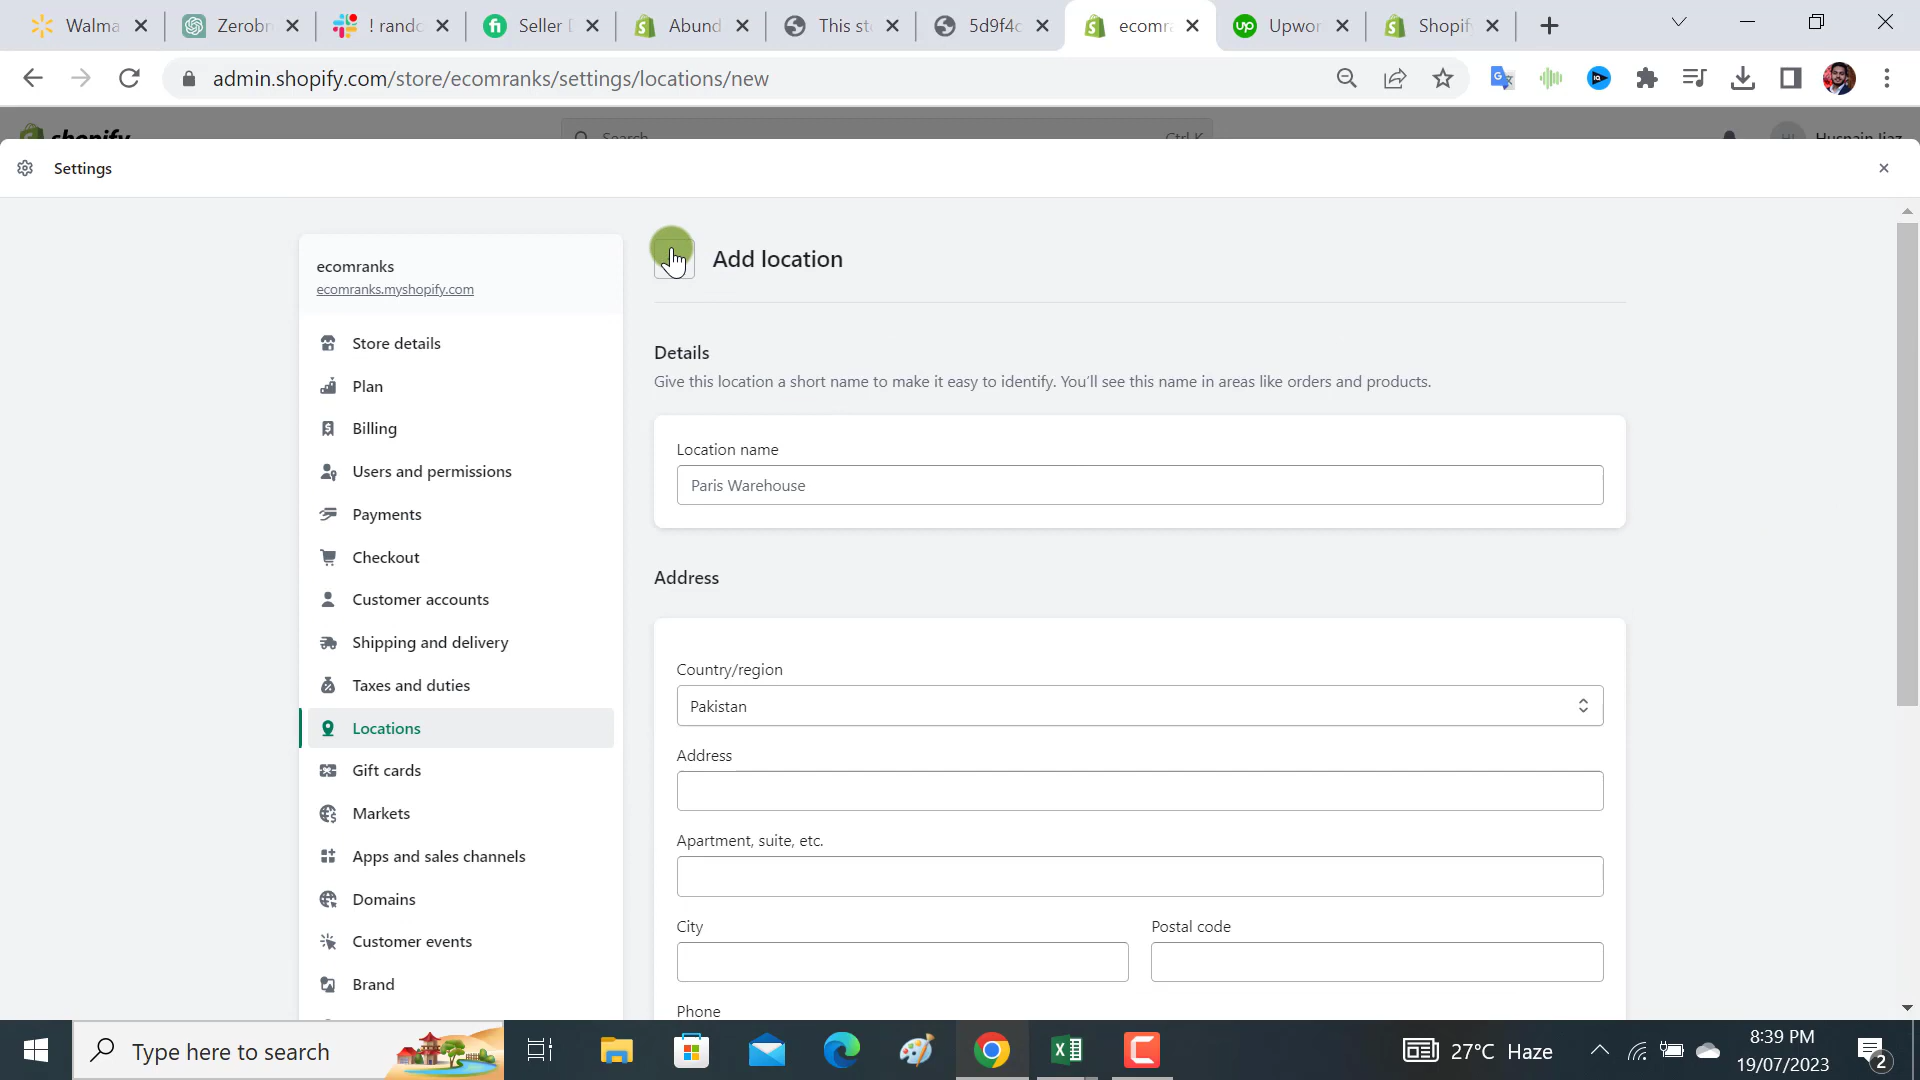 Walma
Zerobr
! rando
Seller
Abund
This st
5d9f4c
ecomra
Upwor
Shopify
admin.shopify.com/store/ecomranks/settings/locations/new
shopify
Search
Ctrl K
Husnain Ijaz
Settings
ecomranks
ecomranks.myshopify.com
Store details
Plan
Billing
Users and permissions
Payments
Checkout
Customer accounts
Shipping and delivery
Taxes and duties
Locations
Gift cards
Markets
Apps and sales channels
Domains
Customer events
Brand
Add location
Details
Give this location a short name to make it easy to identify. You'll see this name in areas like orders and products.
Location name
Paris Warehouse
Address
Country/region
Pakistan
Address
Apartment, suite, etc.
City
Postal code
Phone
Type here to search
27°C Haze
8:39 PM
19/07/2023
2